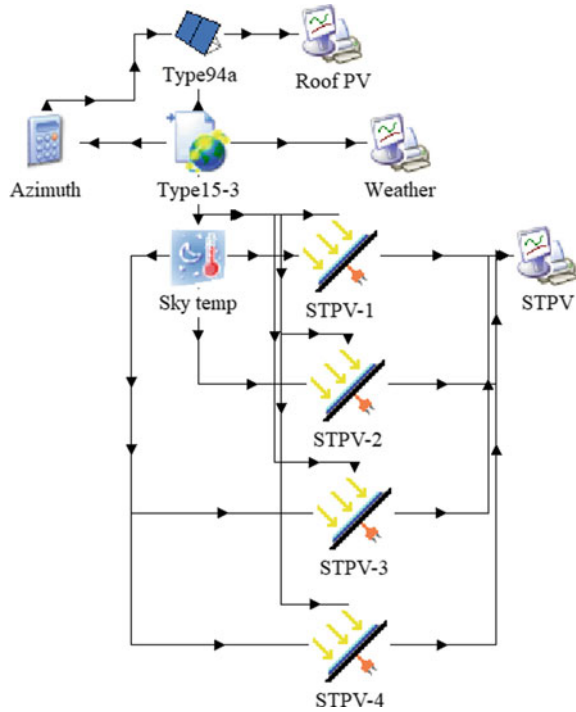 Type94a
Roof PV
Azimuth
Type15-3
Weather
Sky temp
STPV-1
STPV
STPV-2
STPV-3
STPV-4